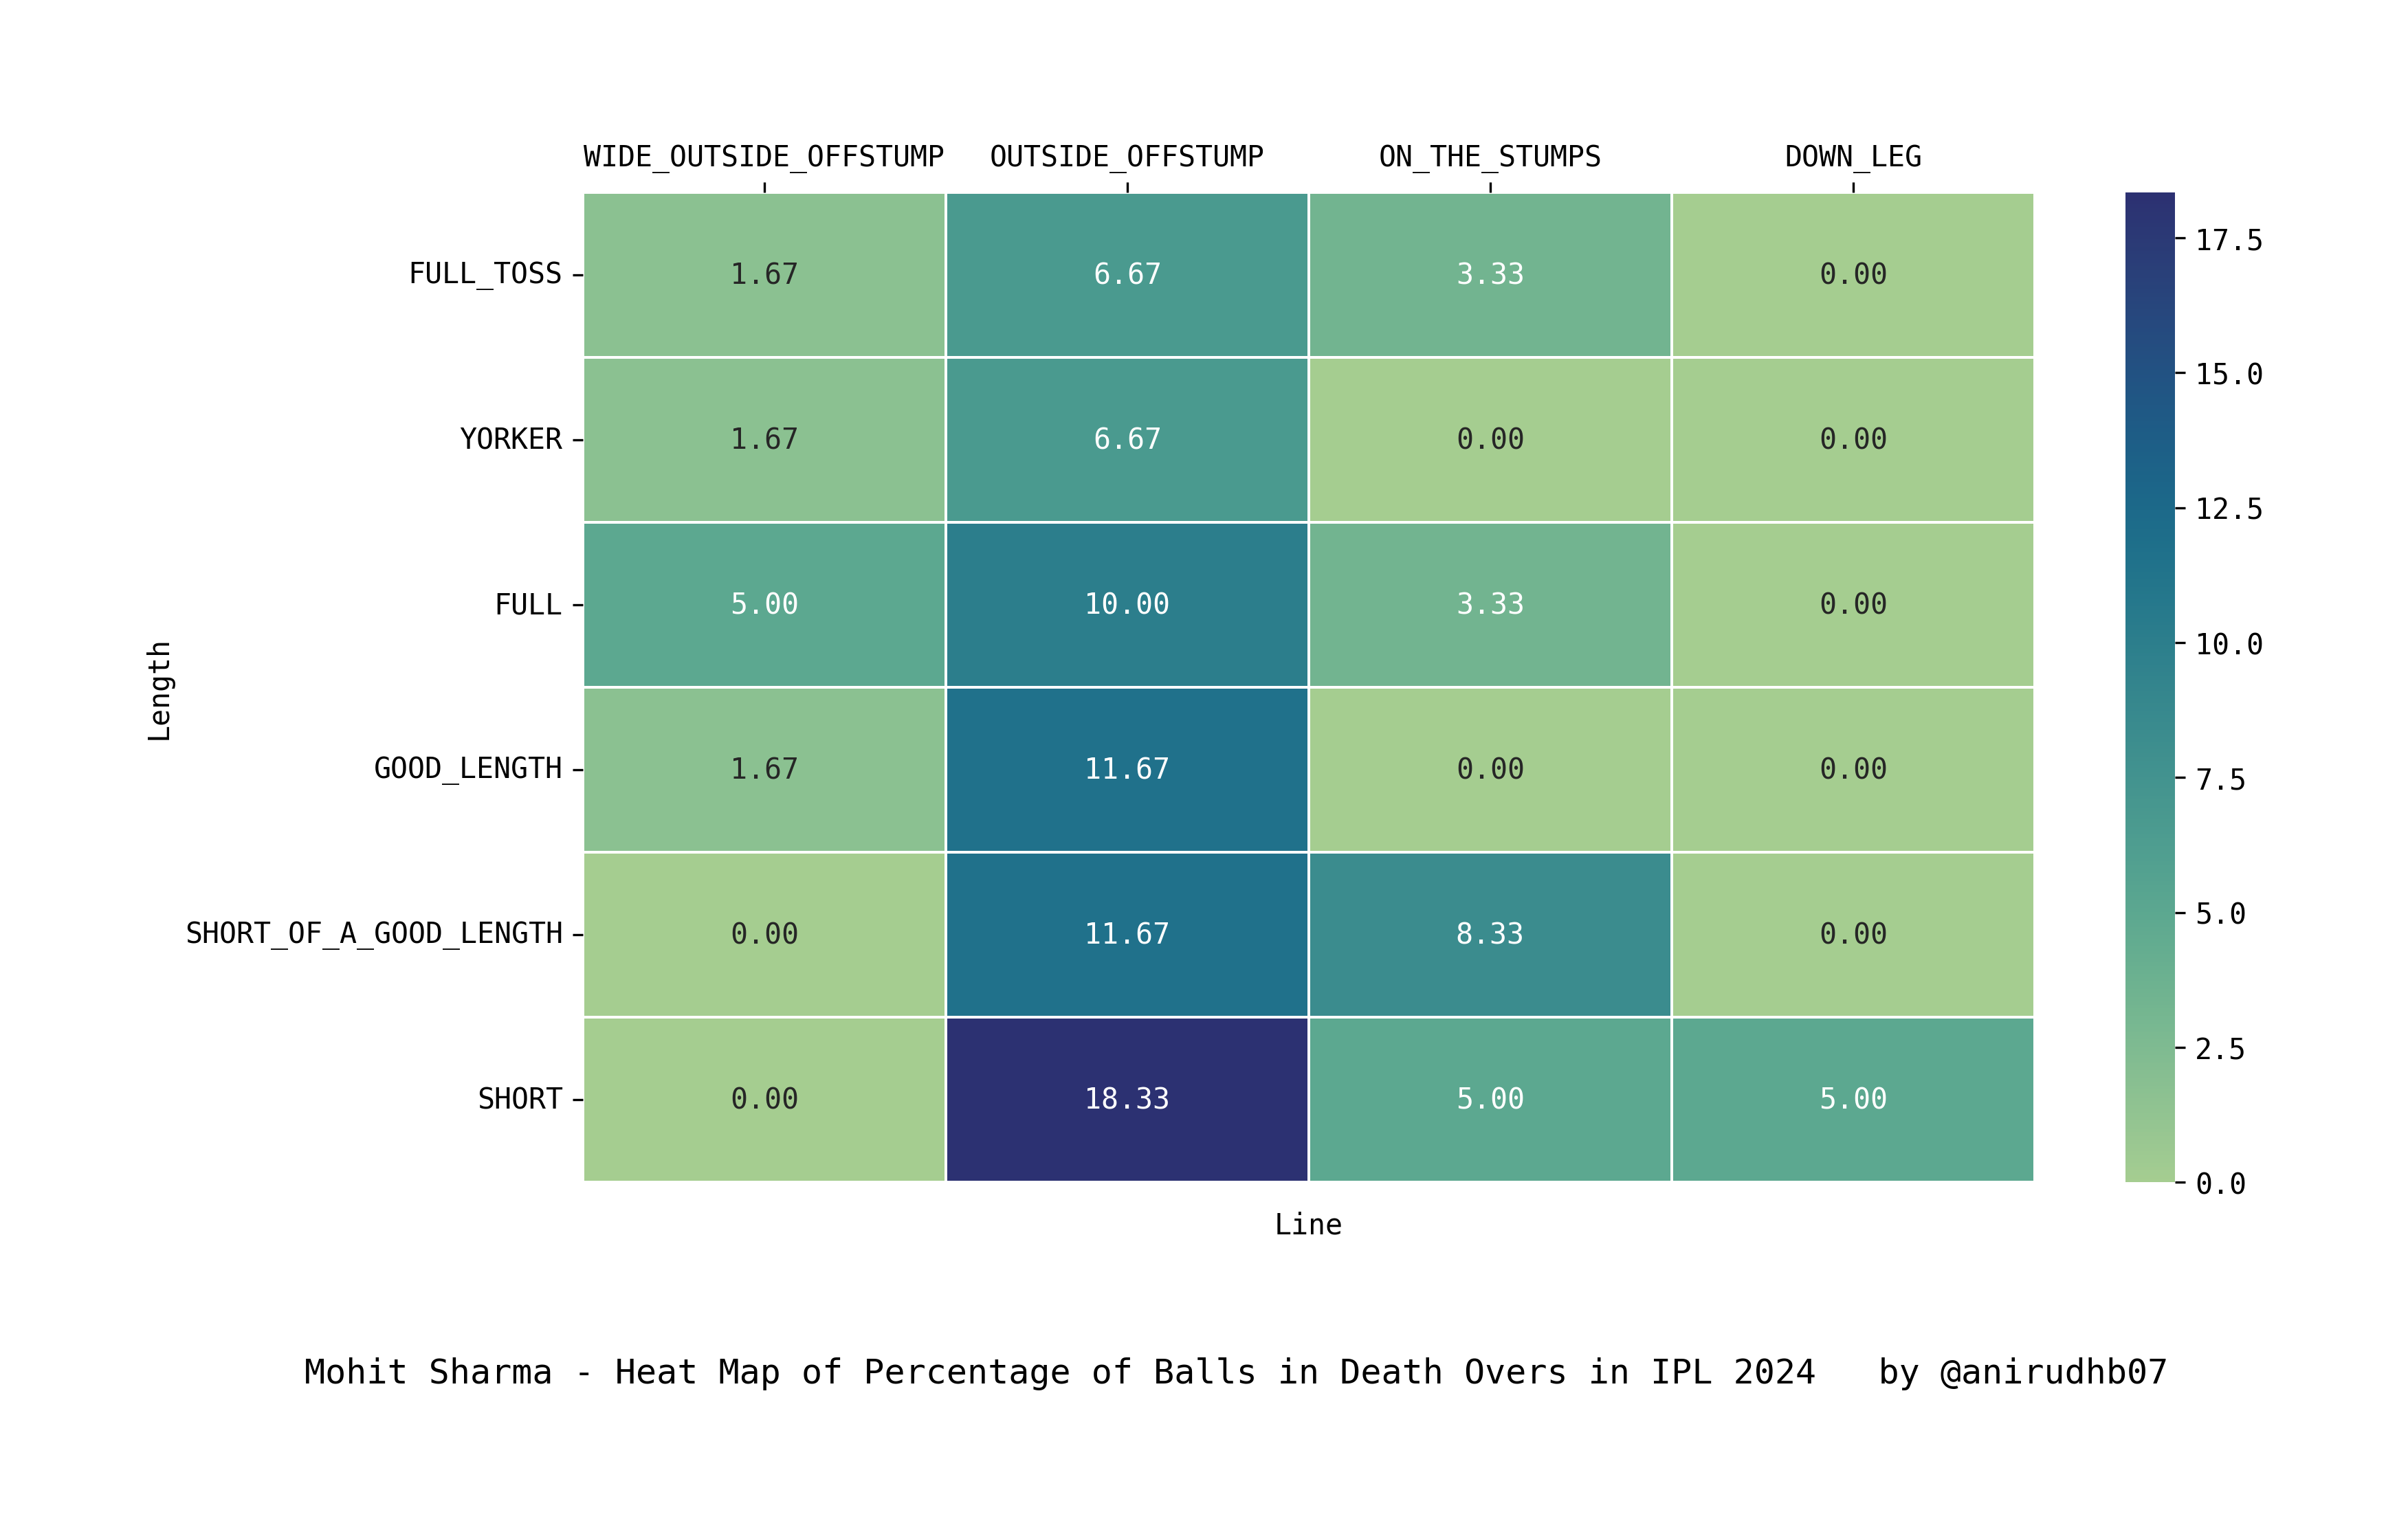 WIDE_OUTSIDE_OFFSTUMP OUTSIDE_OFFSTUMP ON_THE_STUMPS DOWN_LEG
FULL_TOSS 1.67 6.67 3.33 0.00
YORKER 1.67 6.67 0.00 0.00
FULL 5.00 10.00 3.33 0.00
GOOD_LENGTH 1.67 11.67 0.00 0.00
SHORT_OF_A_GOOD_LENGTH 0.00 11.67 8.33 0.00
SHORT 0.00 18.33 5.00 5.00
Length
Line
17.5
15.0
12.5
10.0
7.5
5.0
2.5
0.0
Mohit Sharma - Heat Map of Percentage of Balls in Death Overs in IPL 2024 by @anirudhb07